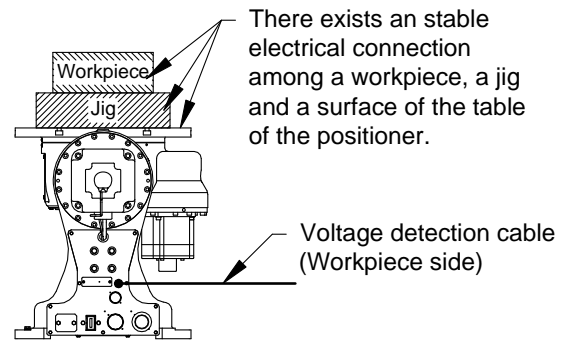 There exists an stable
electrical connection
among a workpiece, a jig
and a surface of the table
of the positioner.
Workpiece
Jig
Voltage detection cable
(Workpiece side)